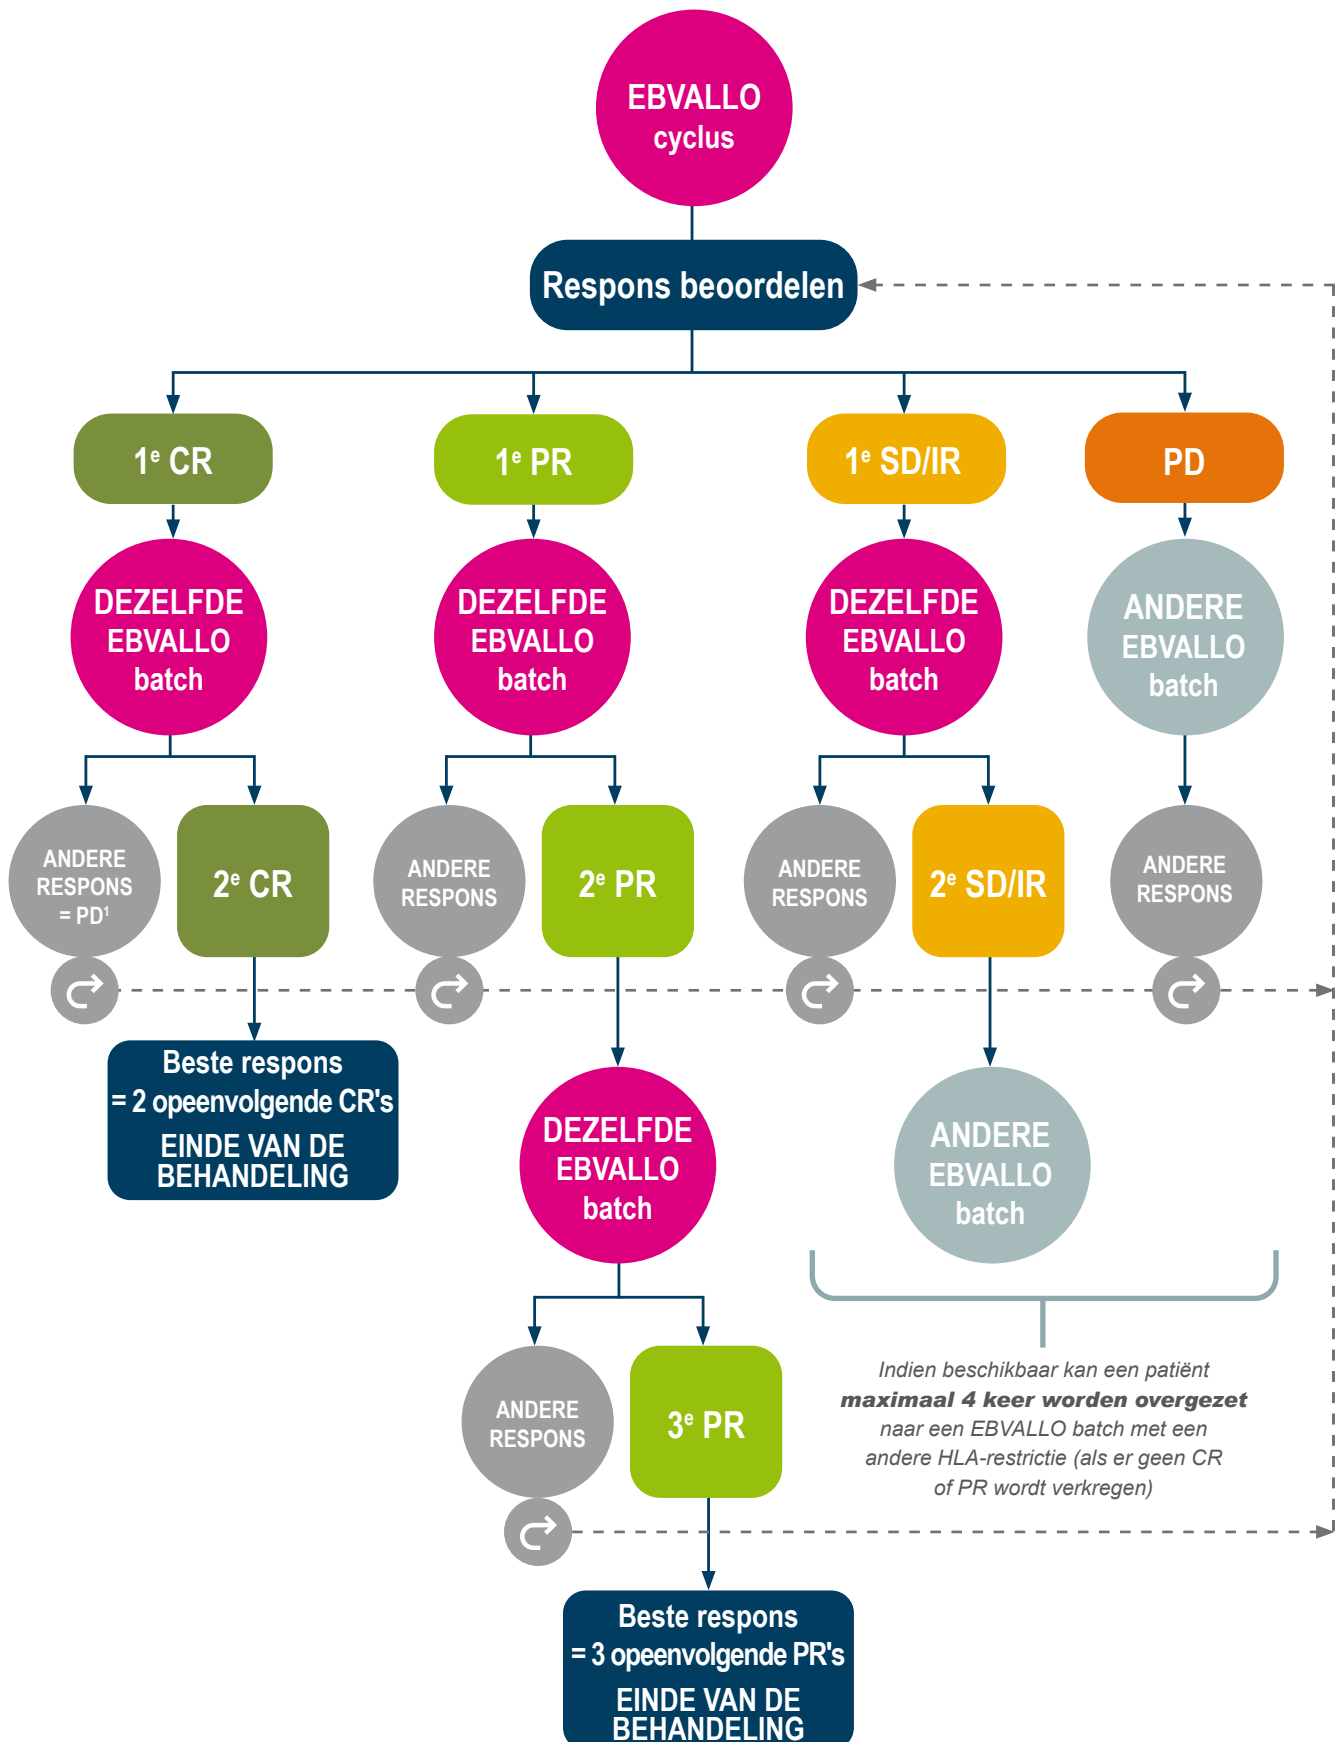 EBVALLO
cyclus
Respons beoordelen
1e CR
1e PR
1e SD/IR
PD
DEZELFDE
EBVALLO
batch
DEZELFDE
EBVALLO
batch
DEZELFDE
EBVALLO
batch
ANDERE
EBVALLO
batch
ANDERE
RESPONS
= PD1
2e CR
ANDERE
RESPONS
2e PR
ANDERE
RESPONS
2e SD/IR
ANDERE
RESPONS
Beste respons
= 2 opeenvolgende CR's
EINDE VAN DE
BEHANDELING
DEZELFDE
EBVALLO
batch
ANDERE
EBVALLO
batch
ANDERE
RESPONS
3e PR
Indien beschikbaar kan een patiënt
maximaal 4 keer worden overgezet
naar een EBVALLO batch met een
andere HLA-restrictie (als er geen CR
of PR wordt verkregen)
Beste respons
= 3 opeenvolgende PR's
EINDE VAN DE
BEHANDELING